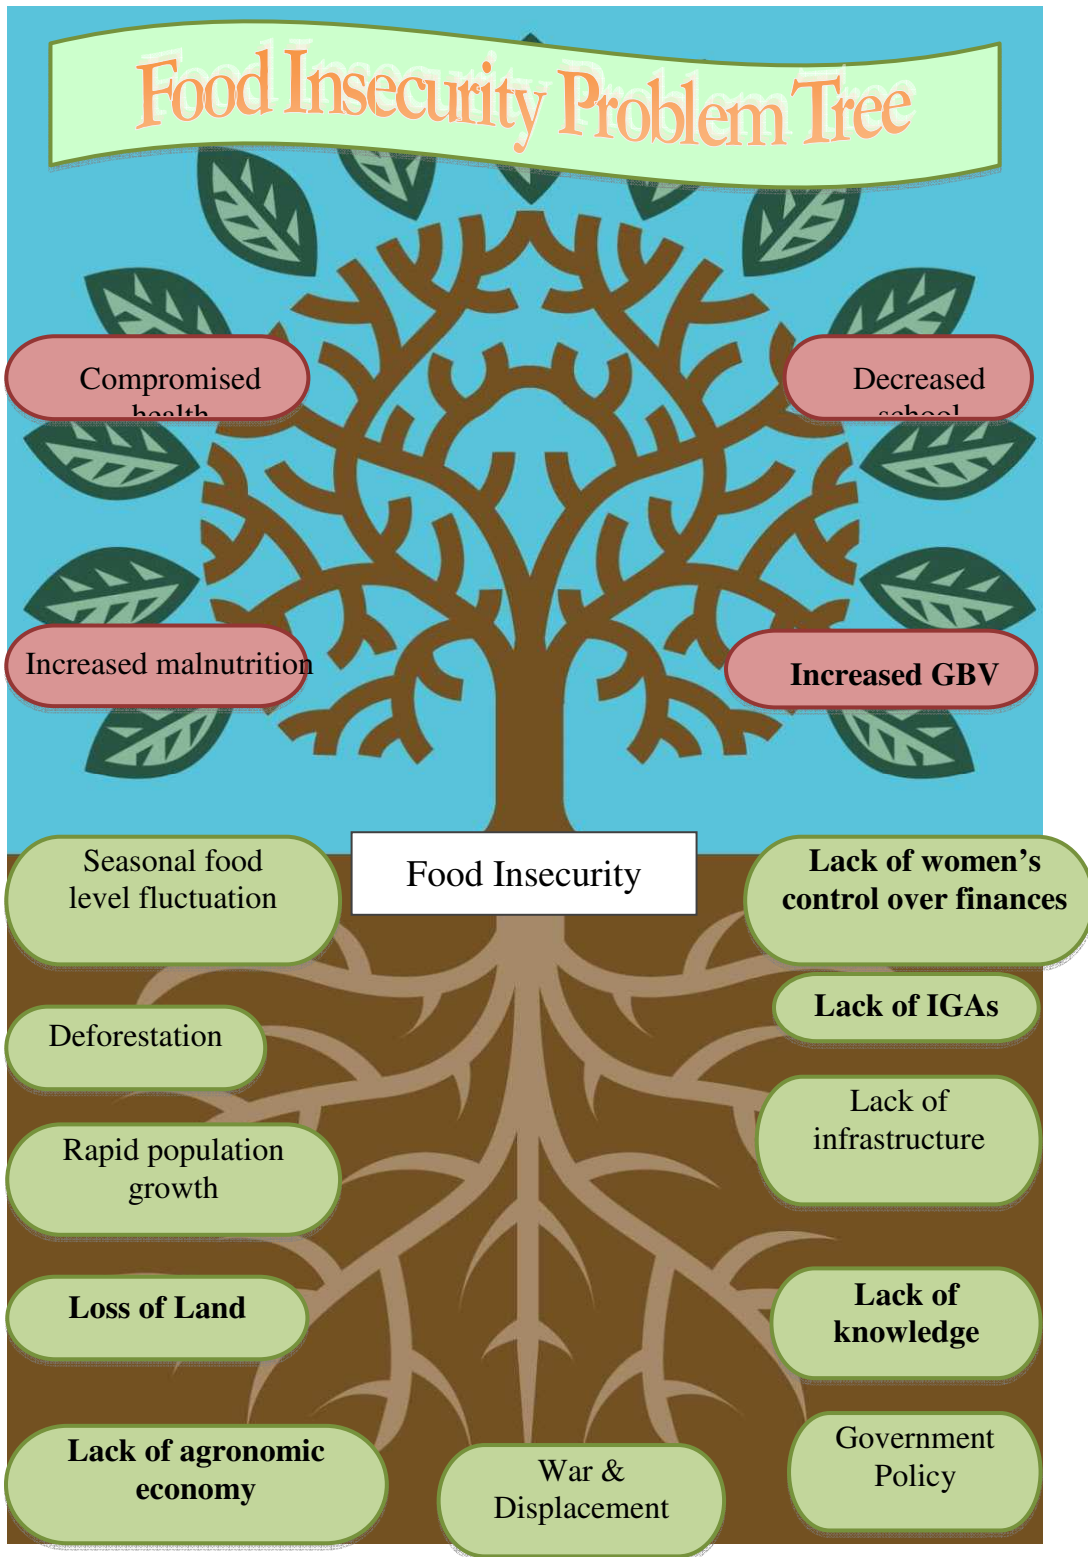 Food Insecurity Problem Tree
Compromised
health
Decreased
school
Increased malnutrition
Increased GBV
Seasonal food
level fluctuation
Food Insecurity
Lack of women’s
control over finances
Deforestation
Lack of IGAs
Rapid population
growth
Lack of
infrastructure
Loss of Land
Lack of
knowledge
Lack of agronomic
economy
War &
Displacement
Government
Policy